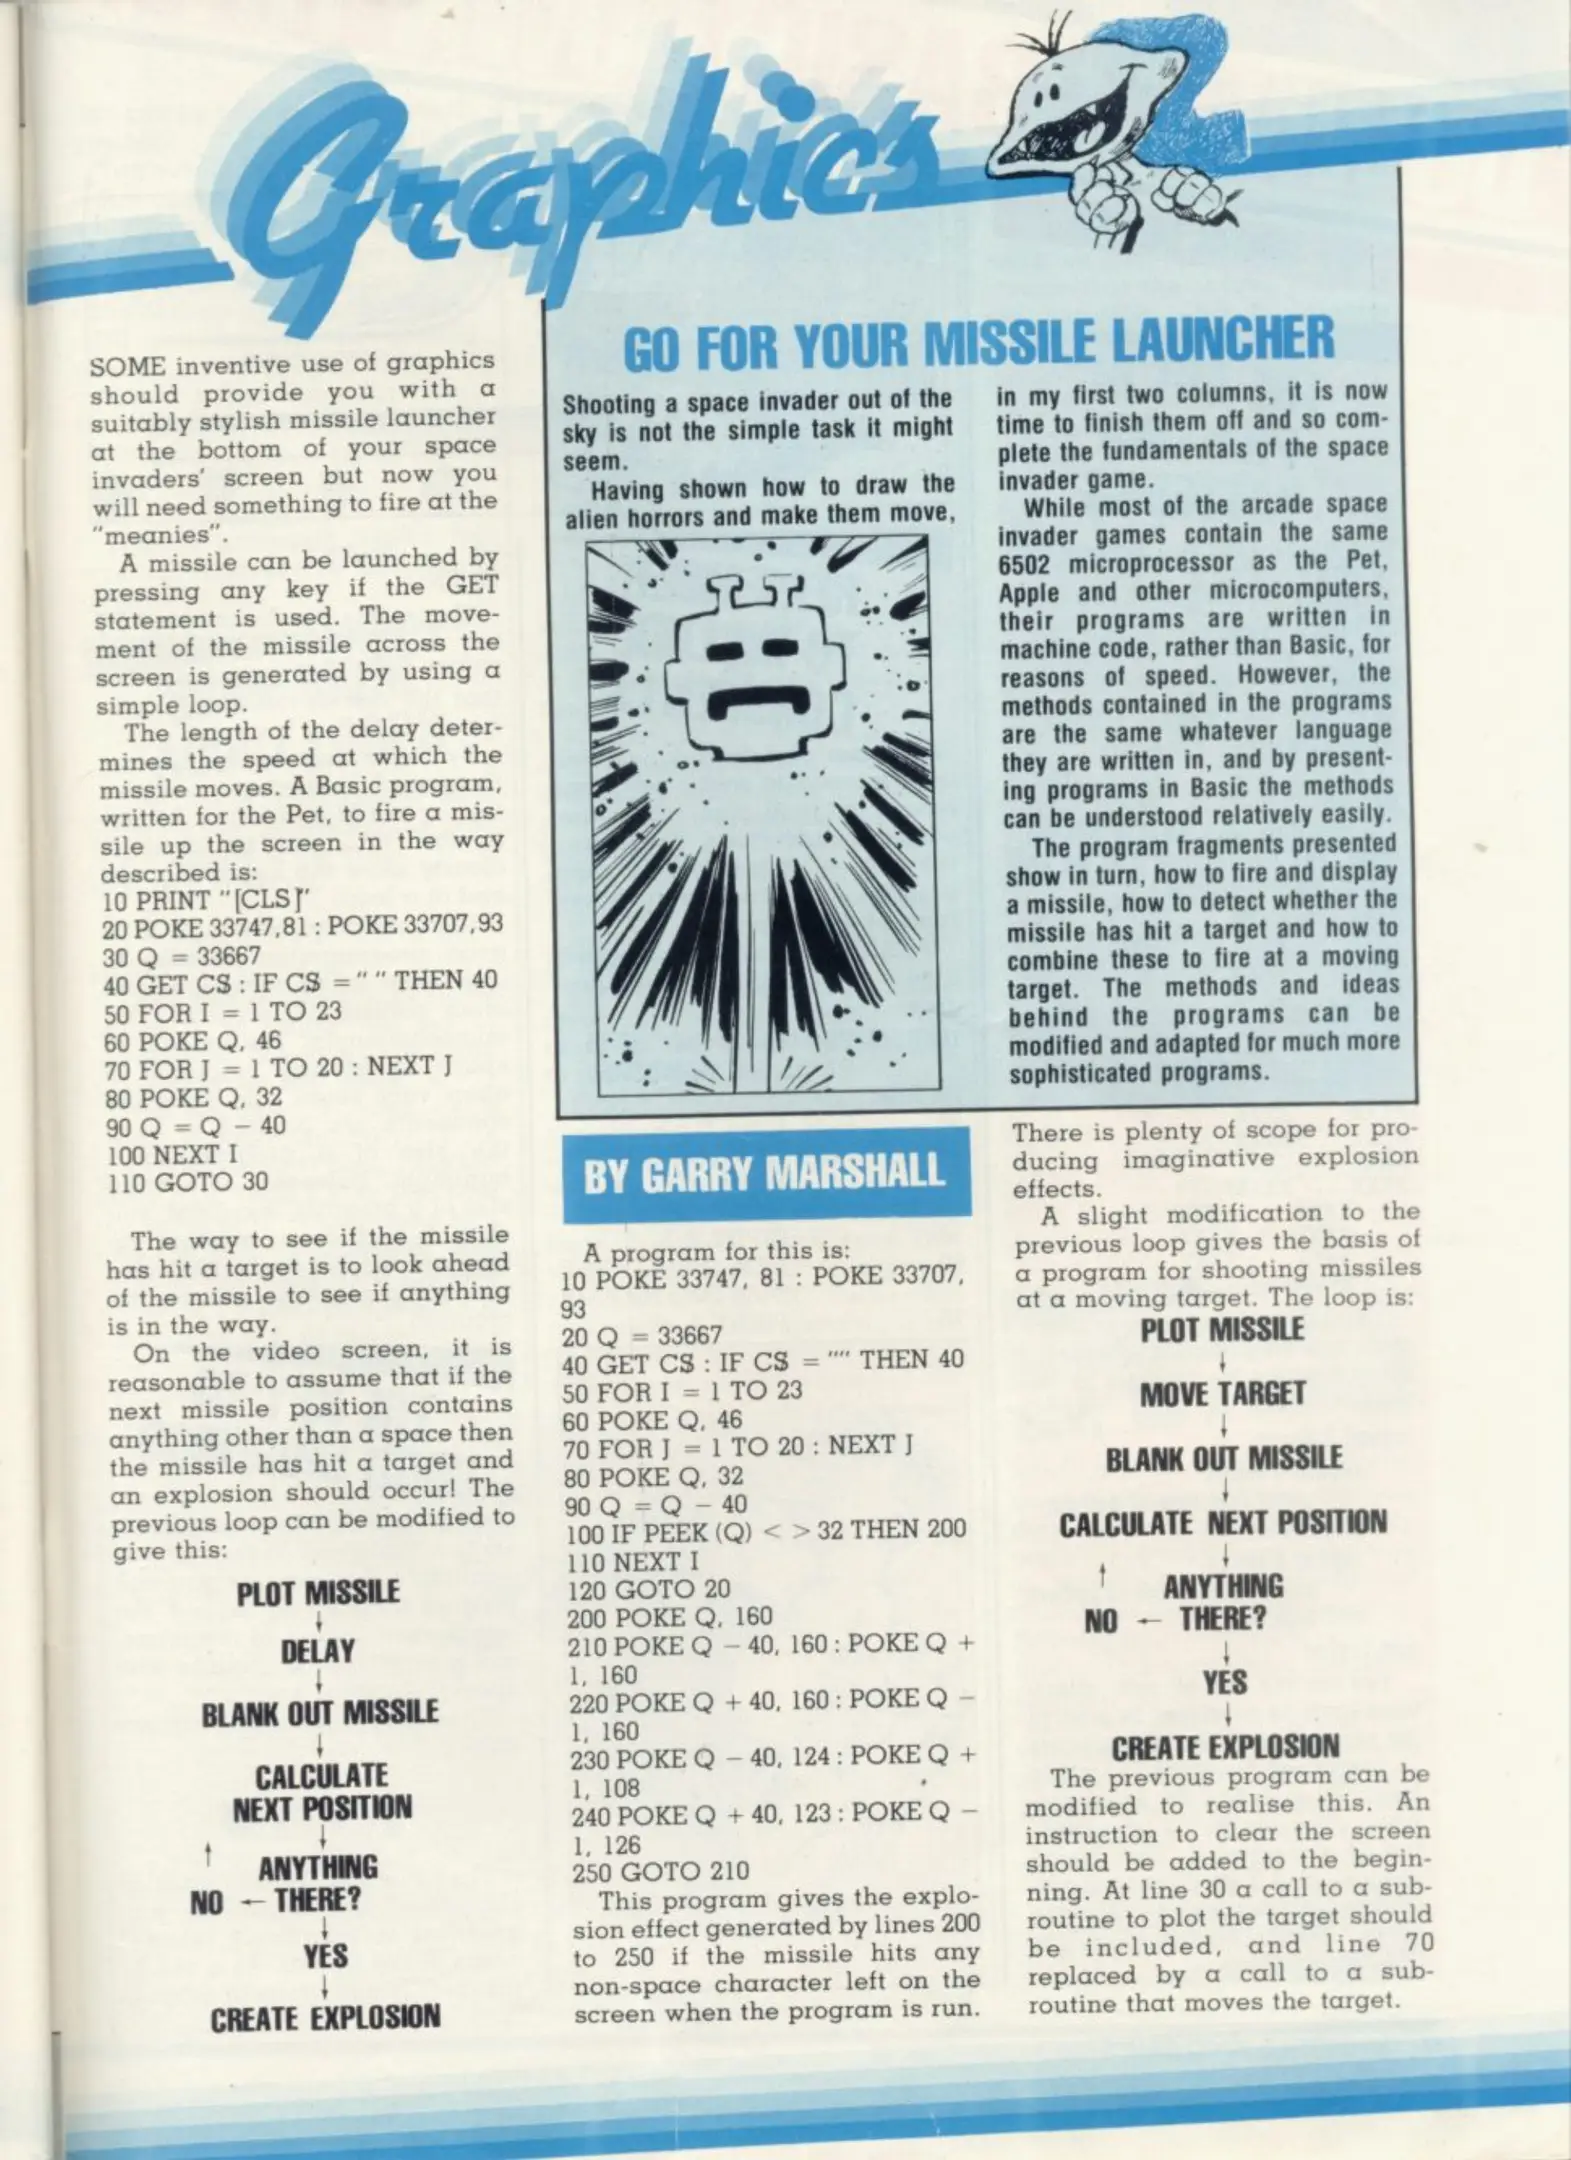 Graphics
GO FOR YOUR MISSILE LAUNCHER
Shooting a space invader out of the
sky is not the simple task it might
seem.
Having shown how to draw the
alien horrors and make them move,
in my first two columns, it is now
time to finish them off and so com-
plete the fundamentals of the space
invader game.
While most of the arcade space
invader games contain the same
6502 microprocessor as the Pet,
Apple and other microcomputers,
their programs are written in
machine code, rather than Basic, for
reasons of speed. However, the
methods contained in the programs
are the same whatever language
they are written in, and by present-
ing programs in Basic the methods
can be understood relatively easily.
The program fragments presented
show in turn, how to fire and display
a missile, how to detect whether the
missile has hit a target and how to
combine these to fire at a moving
target. The methods and ideas
behind the programs can be
modified and adapted for much more
sophisticated programs.
SOME inventive use of graphics
should provide you with a
suitably stylish missile launcher
at the bottom of your space
invaders' screen but now you
will need something to fire at the
"meanies".
A missile can be launched by
pressing any key if the GET
statement is used. The move-
ment of the missile across the
screen is generated by using a
simple loop.
The length of the delay deter-
mines the speed at which the
missile moves. A Basic program,
written for the Pet, to fire a mis-
sile up the screen in the way
described is:
10 PRINT "[CLS]"
20 POKE 33747,81 : POKE 33707,93
30 Q = 33667
40 GET C$ : IF C$ = " " THEN 40
50 FOR I = 1 TO 23
60 POKE Q, 46
70 FOR J = 1 TO 20 : NEXT J
80 POKE Q, 32
90 Q = Q − 40
100 NEXT I
110 GOTO 30
The way to see if the missile
has hit a target is to look ahead
of the missile to see if anything
is in the way.
On the video screen, it is
reasonable to assume that if the
next missile position contains
anything other than a space then
the missile has hit a target and
an explosion should occur! The
previous loop can be modified to
give this:
PLOT MISSILE
↓
DELAY
↓
BLANK OUT MISSILE
↓
CALCULATE
NEXT POSITION
↑ ↓
ANYTHING
NO ← THERE?
↓
YES
↓
CREATE EXPLOSION
BY GARRY MARSHALL
A program for this is:
10 POKE 33747, 81 : POKE 33707,
93
20 Q = 33667
40 GET C$ : IF C$ = "" THEN 40
50 FOR I = 1 TO 23
60 POKE Q, 46
70 FOR J = 1 TO 20 : NEXT J
80 POKE Q, 32
90 Q = Q − 40
100 IF PEEK (Q) < > 32 THEN 200
110 NEXT I
120 GOTO 20
200 POKE Q, 160
210 POKE Q − 40, 160 : POKE Q +
1, 160
220 POKE Q + 40, 160 : POKE Q −
1, 160
230 POKE Q − 40, 124 : POKE Q +
1, 108
240 POKE Q + 40, 123 : POKE Q −
1, 126
250 GOTO 210
This program gives the explo-
sion effect generated by lines 200
to 250 if the missile hits any
non-space character left on the
screen when the program is run.
There is plenty of scope for pro-
ducing imaginative explosion
effects.
A slight modification to the
previous loop gives the basis of
a program for shooting missiles
at a moving target. The loop is:
PLOT MISSILE
↓
MOVE TARGET
↓
BLANK OUT MISSILE
↓
CALCULATE NEXT POSITION
↑ ↓
ANYTHING
NO ← THERE?
↓
YES
↓
CREATE EXPLOSION
The previous program can be
modified to realise this. An
instruction to clear the screen
should be added to the begin-
ning. At line 30 a call to a sub-
routine to plot the target should
be included, and line 70
replaced by a call to a sub-
routine that moves the target.